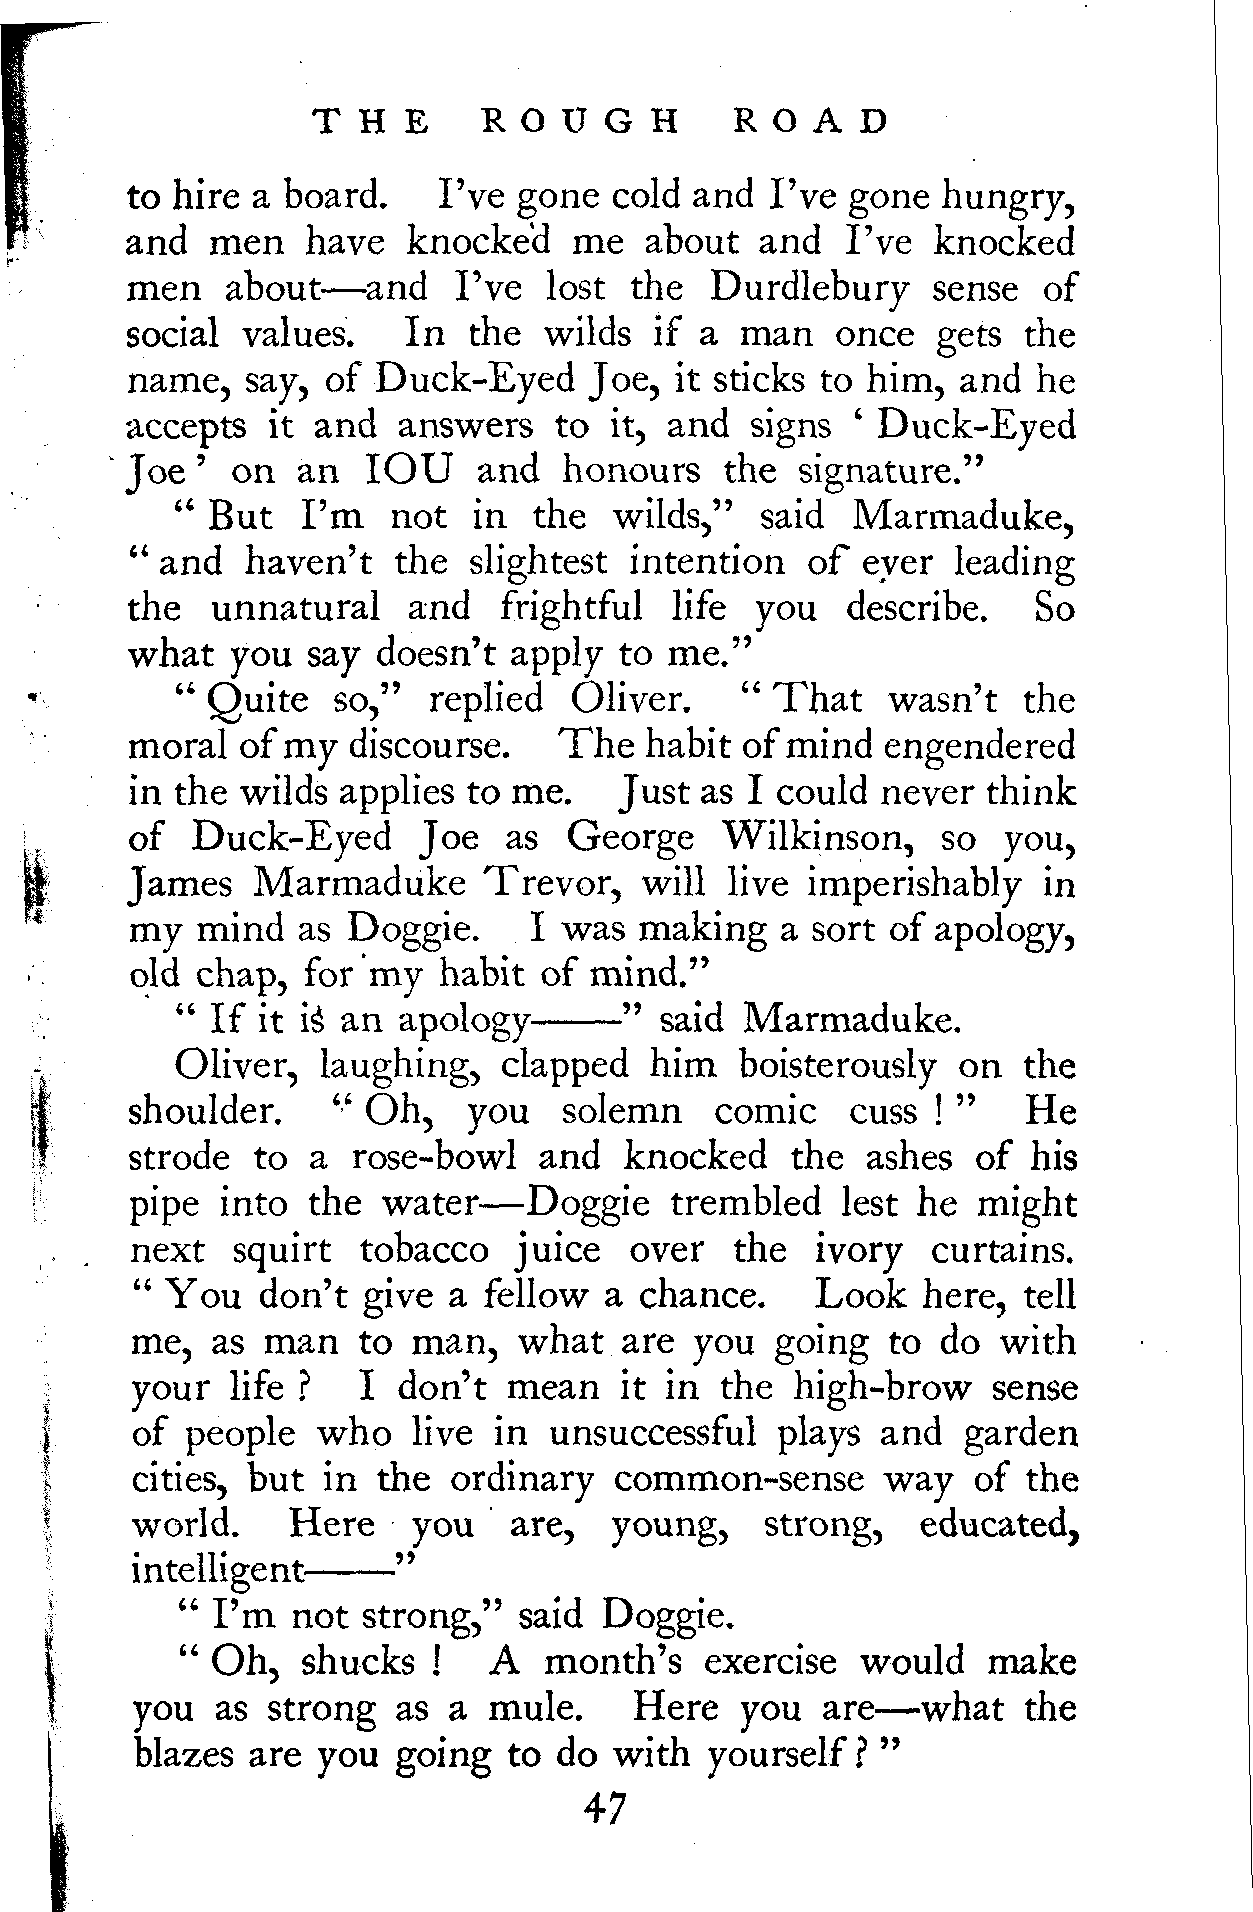 THE ROUGH ROAD
to hire a board. I've gone cold and I've gone hungry,
and men have knocked me about and I've knocked
men about—and I've lost the Durdlebury sense of
social values. In the wilds if a man once gets the
name, say, of Duck-Eyed Joe, it sticks to him, and he
accepts it and answers to it, and signs ‘ Duck-Eyed
Joe ’ on an IOU and honours the signature.”
“ But I'm not in the wilds,” said Marmaduke,
“ and haven't the slightest intention of ever leading
the unnatural and frightful life you describe. So
what you say doesn't apply to me.”
“ Quite so,” replied Oliver. “ That wasn't the
moral of my discourse. The habit of mind engendered
in the wilds applies to me. Just as I could never think
of Duck-Eyed Joe as George Wilkinson, so you,
James Marmaduke Trevor, will live imperishably in
my mind as Doggie. I was making a sort of apology,
old chap, for my habit of mind.”
“ If it is an apology——” said Marmaduke.
Oliver, laughing, clapped him boisterously on the
shoulder. “ Oh, you solemn comic cuss ! ” He
strode to a rose-bowl and knocked the ashes of his
pipe into the water—Doggie trembled lest he might
next squirt tobacco juice over the ivory curtains.
“ You don't give a fellow a chance. Look here, tell
me, as man to man, what are you going to do with
your life ? I don't mean it in the high-brow sense
of people who live in unsuccessful plays and garden
cities, but in the ordinary common-sense way of the
world. Here you are, young, strong, educated,
intelligent——”
“ I'm not strong,” said Doggie.
“ Oh, shucks ! A month's exercise would make
you as strong as a mule. Here you are—what the
blazes are you going to do with yourself ? ”
47